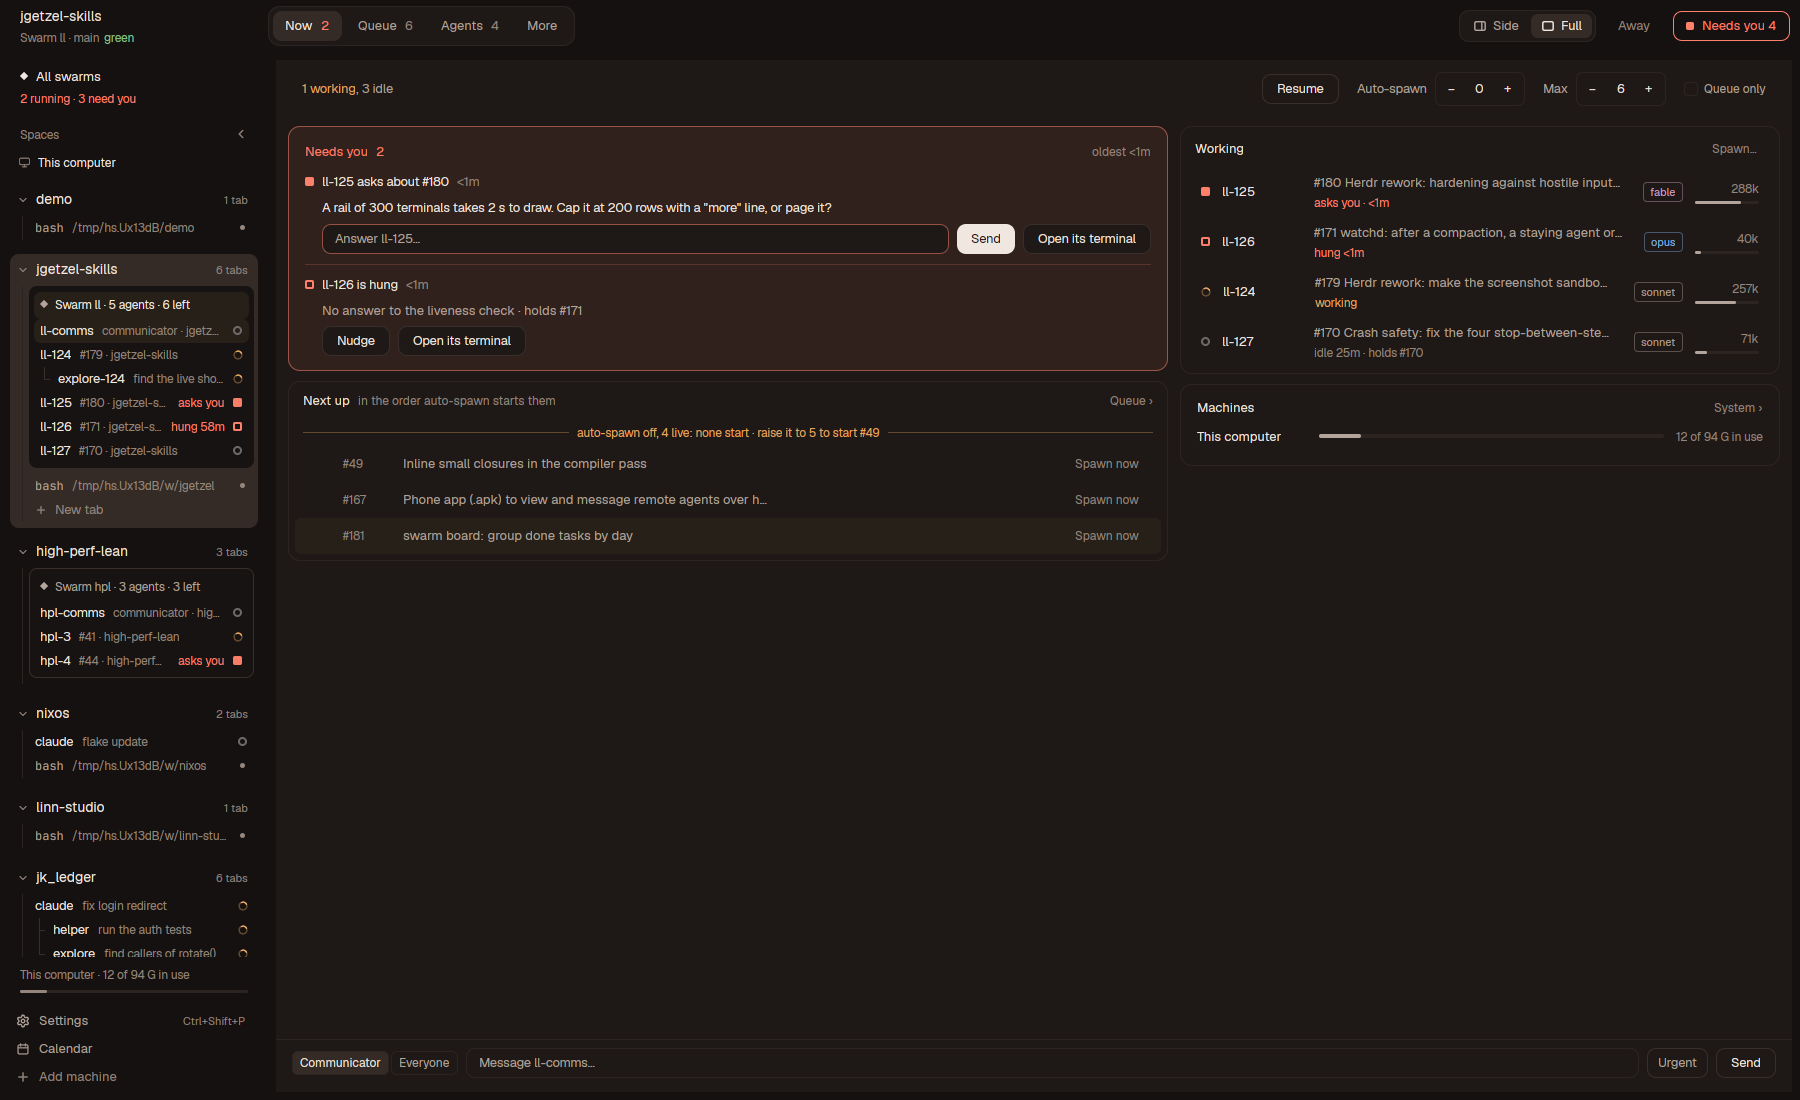 jgetzel-skills
Swarm ll · main green
Now 2
Queue 6
Agents 4
More
Side
Full
Away
Needs you 4
All swarms
2 running · 3 need you
Spaces
This computer
demo
1 tab
bash /tmp/hs.Ux13dB/demo
jgetzel-skills
6 tabs
Swarm ll · 5 agents · 6 left
ll-comms communicator · jgetz...
ll-124 #179 · jgetzel-skills
explore-124 find the live sho...
ll-125 #180 · jgetzel-s... asks you
ll-126 #171 · jgetzel-s... hung 58m
ll-127 #170 · jgetzel-skills
bash /tmp/hs.Ux13dB/w/jgetzel
+ New tab
high-perf-lean
3 tabs
Swarm hpl · 3 agents · 3 left
hpl-comms communicator · hig...
hpl-3 #41 · high-perf-lean
hpl-4 #44 · high-perf... asks you
nixos
2 tabs
claude flake update
bash /tmp/hs.Ux13dB/w/nixos
linn-studio
1 tab
bash /tmp/hs.Ux13dB/w/linn-stu...
jk_ledger
6 tabs
claude fix login redirect
helper run the auth tests
explore find callers of rotate()
This computer · 12 of 94 G in use
Settings Ctrl+Shift+P
Calendar
+ Add machine
1 working, 3 idle
Resume
Auto-spawn − 0 +
Max − 6 +
Queue only
Needs you 2
oldest <1m
ll-125 asks about #180 <1m
A rail of 300 terminals takes 2 s to draw. Cap it at 200 rows with a "more" line, or page it?
Answer ll-125...
Send
Open its terminal
ll-126 is hung <1m
No answer to the liveness check · holds #171
Nudge
Open its terminal
Next up in the order auto-spawn starts them
Queue ›
auto-spawn off, 4 live: none start · raise it to 5 to start #49
#49 Inline small closures in the compiler pass Spawn now
#167 Phone app (.apk) to view and message remote agents over h... Spawn now
#181 swarm board: group done tasks by day Spawn now
Working
Spawn...
ll-125 #180 Herdr rework: hardening against hostile input... fable 288k
asks you · <1m
ll-126 #171 watchd: after a compaction, a staying agent or... opus 40k
hung <1m
ll-124 #179 Herdr rework: make the screenshot sandbo... sonnet 257k
working
ll-127 #170 Crash safety: fix the four stop-between-ste... sonnet 71k
idle 25m · holds #170
Machines
System ›
This computer 12 of 94 G in use
Communicator
Everyone
Message ll-comms...
Urgent
Send